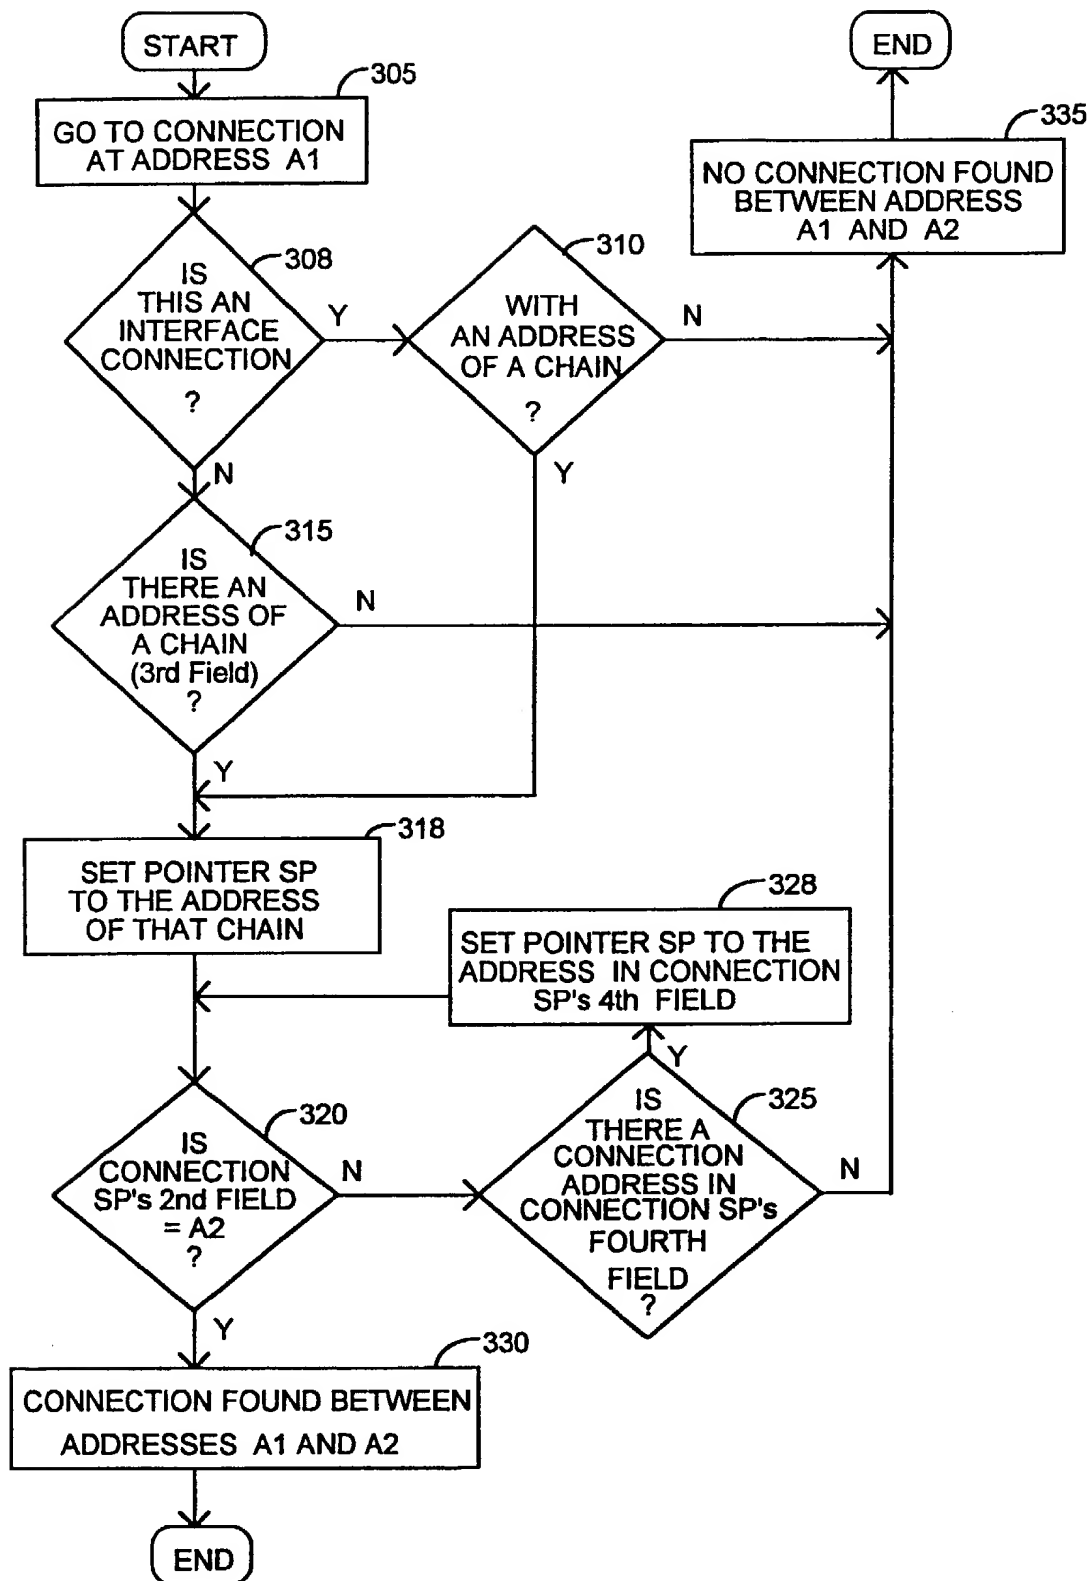 START
305
GO TO CONNECTION
AT ADDRESS A1
308
IS
THIS AN
INTERFACE
CONNECTION
?
Y
N
310
WITH
AN ADDRESS
OF A CHAIN
?
N
Y
END
335
NO CONNECTION FOUND
BETWEEN ADDRESS
A1 AND A2
315
IS
THERE AN
ADDRESS OF
A CHAIN
(3rd Field)
?
N
Y
318
SET POINTER SP
TO THE ADDRESS
OF THAT CHAIN
328
SET POINTER SP TO THE
ADDRESS IN CONNECTION
SP's 4th FIELD
Y
320
IS
CONNECTION
SP's 2nd FIELD
= A2
?
N
Y
325
IS
THERE A
CONNECTION
ADDRESS IN
CONNECTION SP's
FOURTH
FIELD
?
N
330
CONNECTION FOUND BETWEEN
ADDRESSES A1 AND A2
END